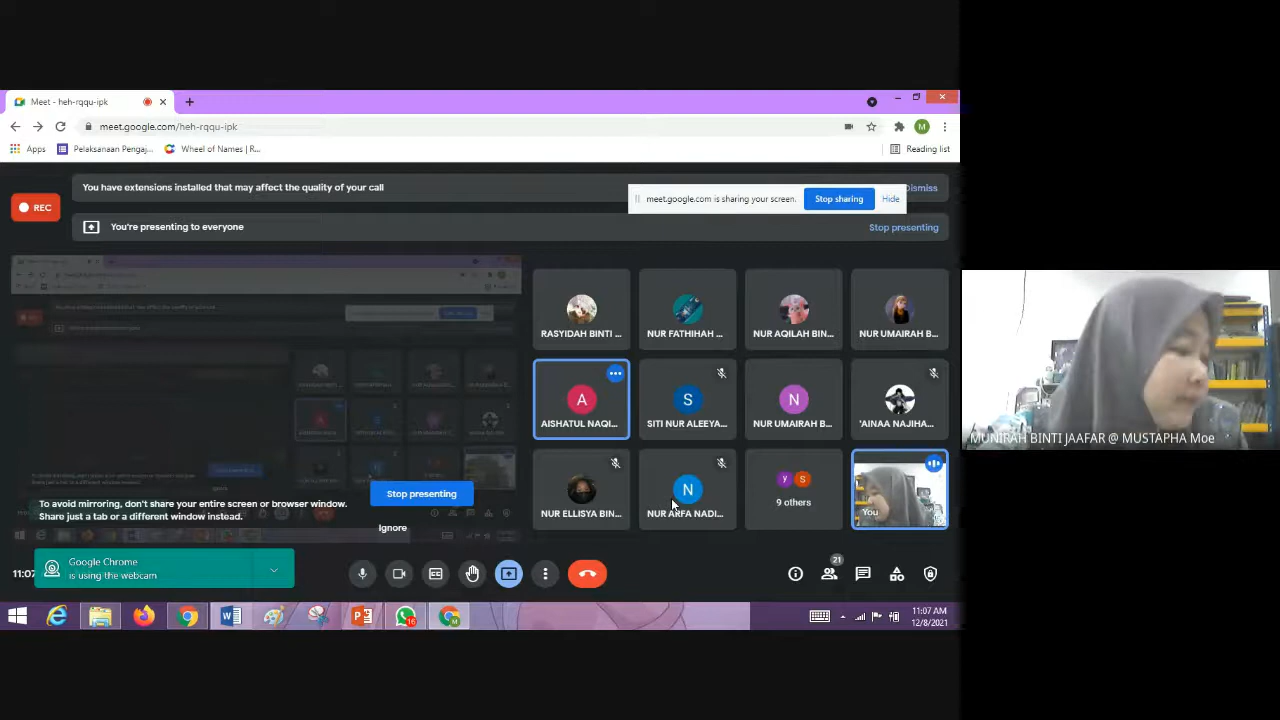 Meet - heh-rqqu-ipk
meet.google.com/heh-rqqu-ipk
M
Apps
Pelaksanaan Pengaj...
Wheel of Names | R...
Reading list
You have extensions installed that may affect the quality of your call
Dismiss
REC
meet.google.com is sharing your screen.
Stop sharing
Hide
You're presenting to everyone
Stop presenting
RASYIDAH BINTI ...
NUR FATHIHAH ...
NUR AQILAH BIN...
NUR UMAIRAH B...
A
S
N
AISHATUL NAQI...
SITI NUR ALEEYA...
NUR UMAIRAH B...
'AINAA NAJIHA...
MUNIRAH BINTI JAAFAR @ MUSTAPHA Moe
N
Y S
NUR ELLISYA BIN...
NUR ARFA NADI...
9 others
You
To avoid mirroring, don't share your entire screen or browser window.
Share just a tab or a different window instead.
Stop presenting
Ignore
11:07
Google Chrome
is using the webcam
21
16
11:07 AM
12/8/2021